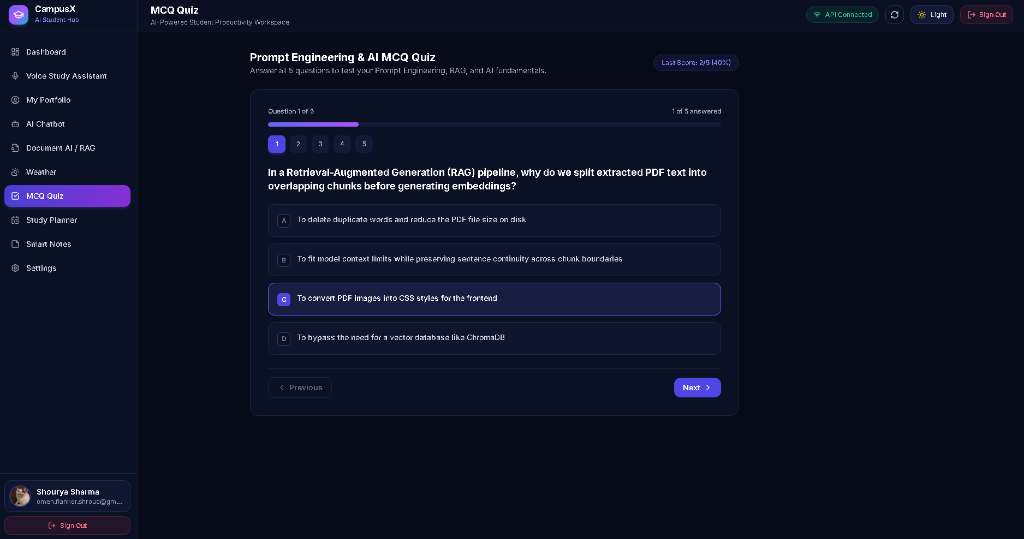 CampusX
AI Student Hub
MCQ Quiz
AI-Powered Student Productivity Workspace
API Connected
Light
Sign Out
Dashboard
Voice Study Assistant
My Portfolio
AI Chatbot
Document AI / RAG
Weather
MCQ Quiz
Study Planner
Smart Notes
Settings
Prompt Engineering & AI MCQ Quiz
Answer all 5 questions to test your Prompt Engineering, RAG, and AI fundamentals.
Last Score: 2/5 (40%)
Question 1 of 5
1 of 5 answered
1 2 3 4 5
In a Retrieval-Augmented Generation (RAG) pipeline, why do we split extracted PDF text into
overlapping chunks before generating embeddings?
A To delete duplicate words and reduce the PDF file size on disk
B To fit model context limits while preserving sentence continuity across chunk boundaries
C To convert PDF images into CSS styles for the frontend
D To bypass the need for a vector database like ChromaDB
Previous
Next
Shourya Sharma
omen.flanker.shroud@gm...
Sign Out